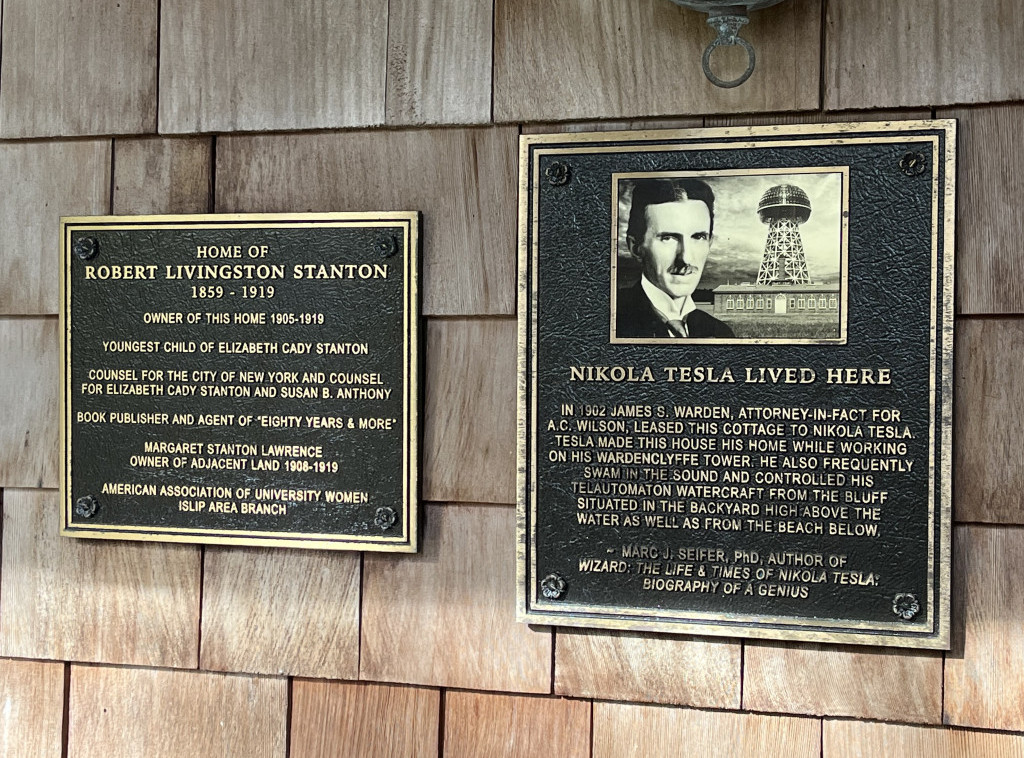 HOME OF
ROBERT LIVINGSTON STANTON
1859 - 1919
OWNER OF THIS HOME 1905-1919
YOUNGEST CHILD OF ELIZABETH CADY STANTON
COUNSEL FOR THE CITY OF NEW YORK AND COUNSEL
FOR ELIZABETH CADY STANTON AND SUSAN B. ANTHONY
BOOK PUBLISHER AND AGENT OF "EIGHTY YEARS & MORE"
MARGARET STANTON LAWRENCE
OWNER OF ADJACENT LAND 1908-1919
AMERICAN ASSOCIATION OF UNIVERSITY WOMEN
ISLIP AREA BRANCH
NIKOLA TESLA LIVED HERE
IN 1902 JAMES S. WARDEN, ATTORNEY-IN-FACT FOR
A.C. WILSON, LEASED THIS COTTAGE TO NIKOLA TESLA.
TESLA MADE THIS HOUSE HIS HOME WHILE WORKING
ON HIS WARDENCLYFFE TOWER. HE ALSO FREQUENTLY
SWAM IN THE SOUND AND CONTROLLED HIS
TELAUTOMATON WATERCRAFT FROM THE BLUFF
SITUATED IN THE BACKYARD HIGH ABOVE THE
WATER AS WELL AS FROM THE BEACH BELOW.
~ MARC J. SEIFER, PhD, AUTHOR OF
WIZARD: THE LIFE & TIMES OF NIKOLA TESLA:
BIOGRAPHY OF A GENIUS